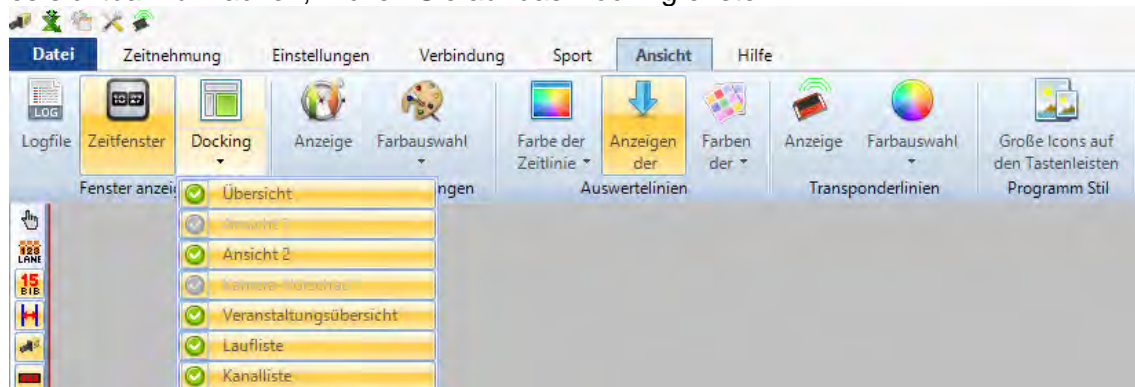 Datei Zeitnehmung Einstellungen Verbindung Sport Ansicht Hilfe
LOG
Logfile Zeitfenster Docking Anzeige Farbauswahl Farbe der Zeitlinie Anzeigen der Farben der Anzeige Farbauswahl Große Icons auf den Tastenleisten
Fenster anzei ngen Auswertelinien Transponderlinien Programm Stil
Übersicht
Ansicht 2
Veranstaltungsübersicht
Laufliste
Kanalliste
LANE
15
BIB